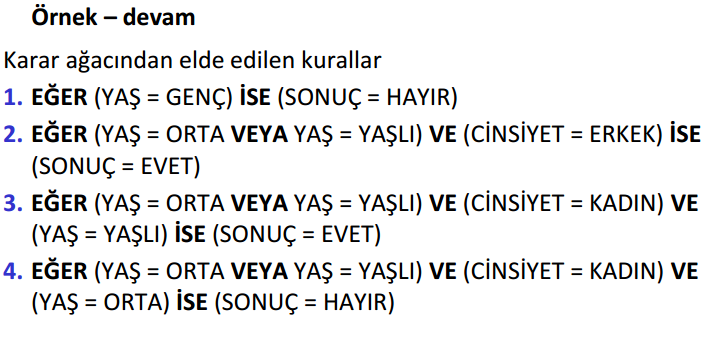 Örnek – devam
Karar ağacından elde edilen kurallar
1. EĞER (YAŞ = GENÇ) İSE (SONUÇ = HAYIR)
2. EĞER (YAŞ = ORTA VEYA YAŞ = YAŞLI) VE (CİNSİYET = ERKEK) İSE
(SONUÇ = EVET)
3. EĞER (YAŞ = ORTA VEYA YAŞ = YAŞLI) VE (CİNSİYET = KADIN) VE
(YAŞ = YAŞLI) İSE (SONUÇ = EVET)
4. EĞER (YAŞ = ORTA VEYA YAŞ = YAŞLI) VE (CİNSİYET = KADIN) VE
(YAŞ = ORTA) İSE (SONUÇ = HAYIR)